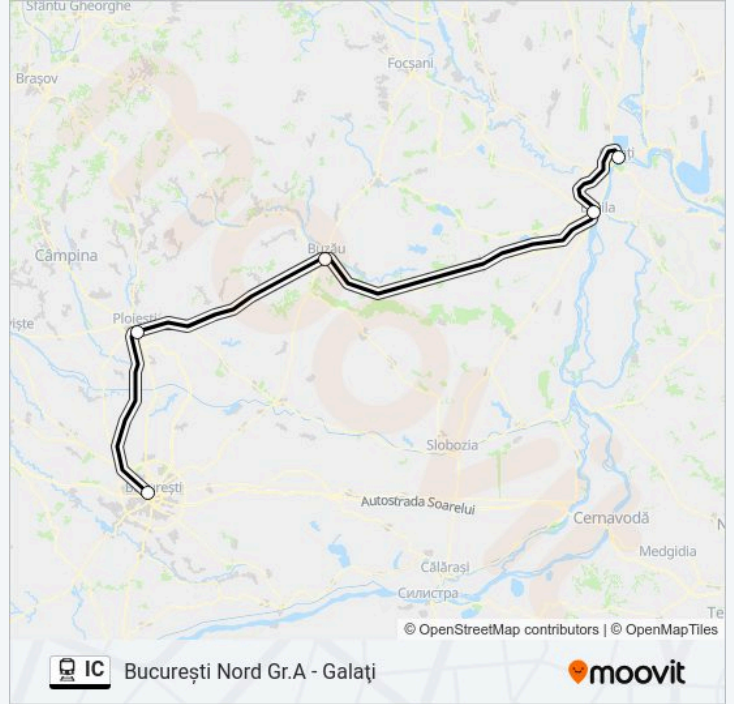 Sfântu Gheorghe
Brașov
Focșani
Buzău
Câmpina
Ploiești
Slobozia
București
Autostrada Soarelui
Cernavodă
Medgidia
Călărași
Силистра
© OpenStreetMap contributors | © OpenMapTiles
IC București Nord Gr.A - Galaţi
moovit